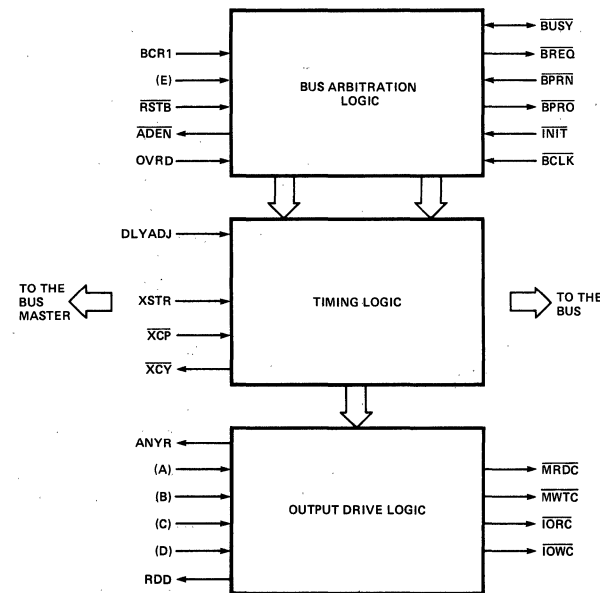 BUSY
BCR1
BREQ
(E)
BUS ARBITRATION
LOGIC
BPRN
RSTB
BPRO
ADEN
INIT
OVRD
BCLK
DLYADJ
TO THE
BUS
MASTER
XSTR
TIMING LOGIC
TO THE
BUS
XCP
XCY
ANYR
(A)
MRDC
(B)
OUTPUT DRIVE LOGIC
MWTC
(C)
IORC
(D)
IOWC
RDD